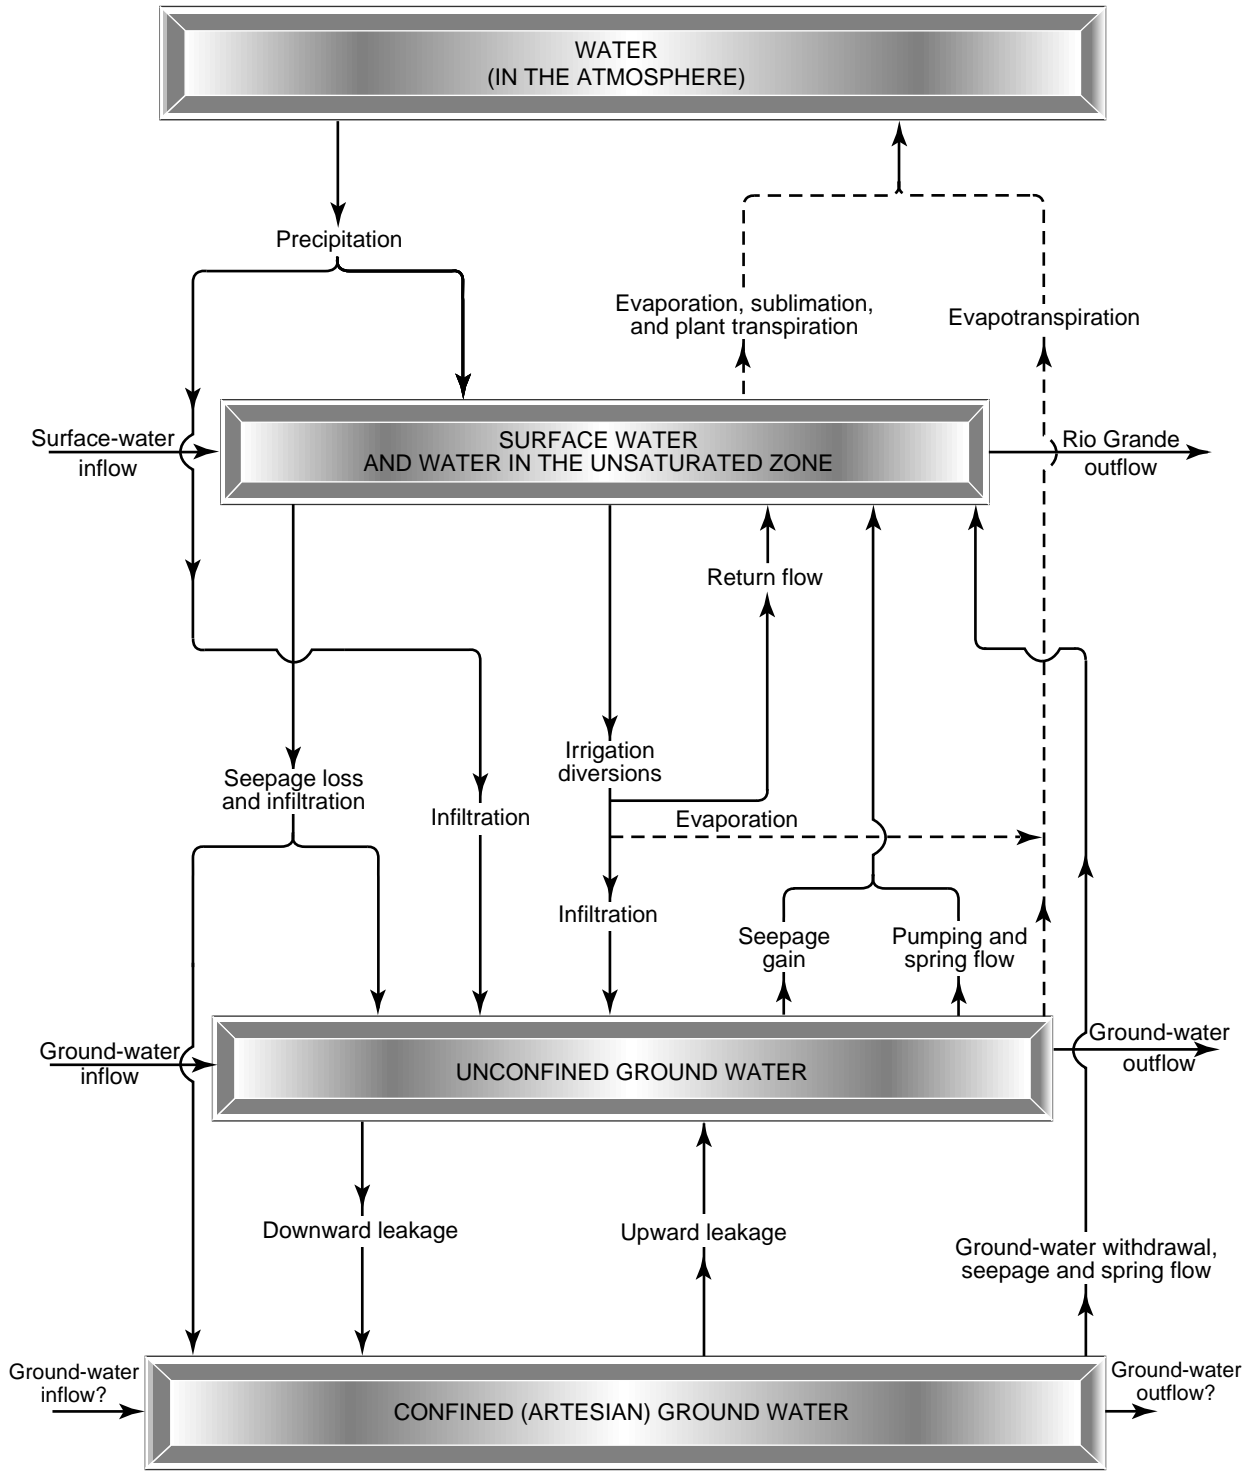 WATER
(IN THE ATMOSPHERE)
Precipitation
Evaporation, sublimation,
and plant transpiration
Evapotranspiration
Surface-water
inflow
SURFACE WATER
AND WATER IN THE UNSATURATED ZONE
Rio Grande
outflow
Return flow
Irrigation
diversions
Seepage loss
and infiltration
Infiltration
Evaporation
Infiltration
Seepage
gain
Pumping and
spring flow
Ground-water
inflow
UNCONFINED GROUND WATER
Ground-water
outflow
Downward leakage
Upward leakage
Ground-water withdrawal,
seepage and spring flow
Ground-water
inflow?
CONFINED (ARTESIAN) GROUND WATER
Ground-water
outflow?